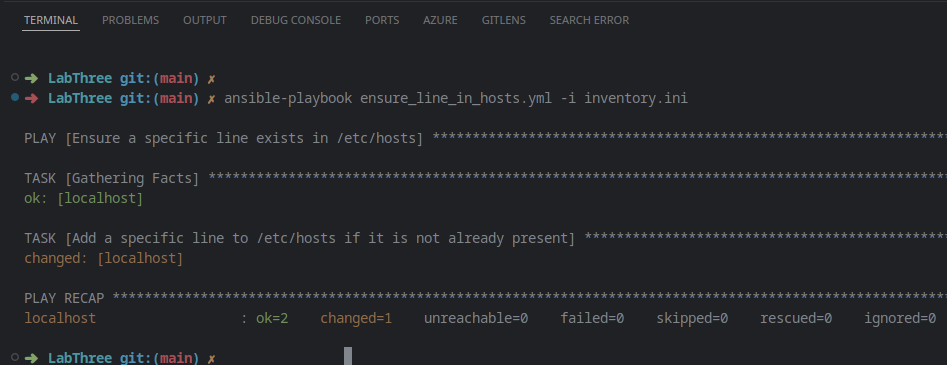 TERMINAL PROBLEMS OUTPUT DEBUG CONSOLE PORTS AZURE GITLENS SEARCH ERROR
➜ LabThree git:(main) ✗
➜ LabThree git:(main) ✗ ansible-playbook ensure_line_in_hosts.yml -i inventory.ini
PLAY [Ensure a specific line exists in /etc/hosts] ****************************************************************
TASK [Gathering Facts] ********************************************************************************************
ok: [localhost]
TASK [Add a specific line to /etc/hosts if it is not already present] *********************************************
changed: [localhost]
PLAY RECAP ********************************************************************************************************
localhost : ok=2 changed=1 unreachable=0 failed=0 skipped=0 rescued=0 ignored=0
➜ LabThree git:(main) ✗